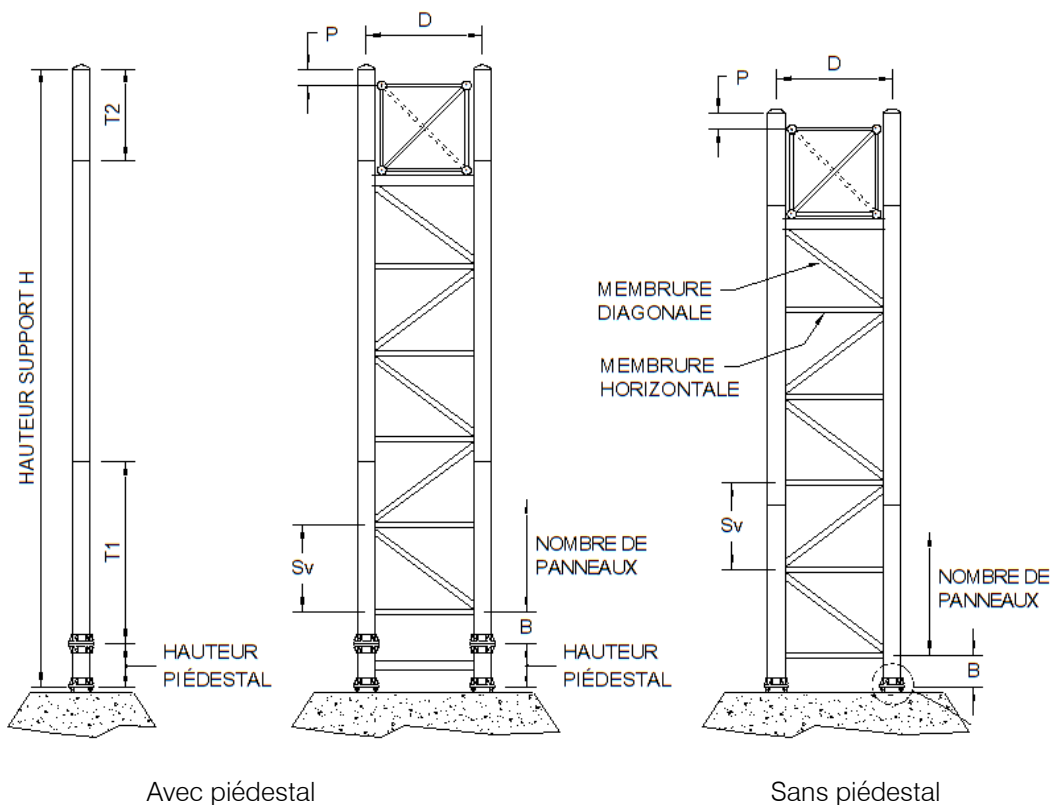 P
D
T2
HAUTEUR SUPPORT H
T1
Sv
NOMBRE DE
PANNEAUX
B
HAUTEUR
PIÉDESTAL
HAUTEUR
PIÉDESTAL
P
D
MEMBRURE
DIAGONALE
MEMBRURE
HORIZONTALE
Sv
NOMBRE DE
PANNEAUX
B
Avec piédestal
Sans piédestal